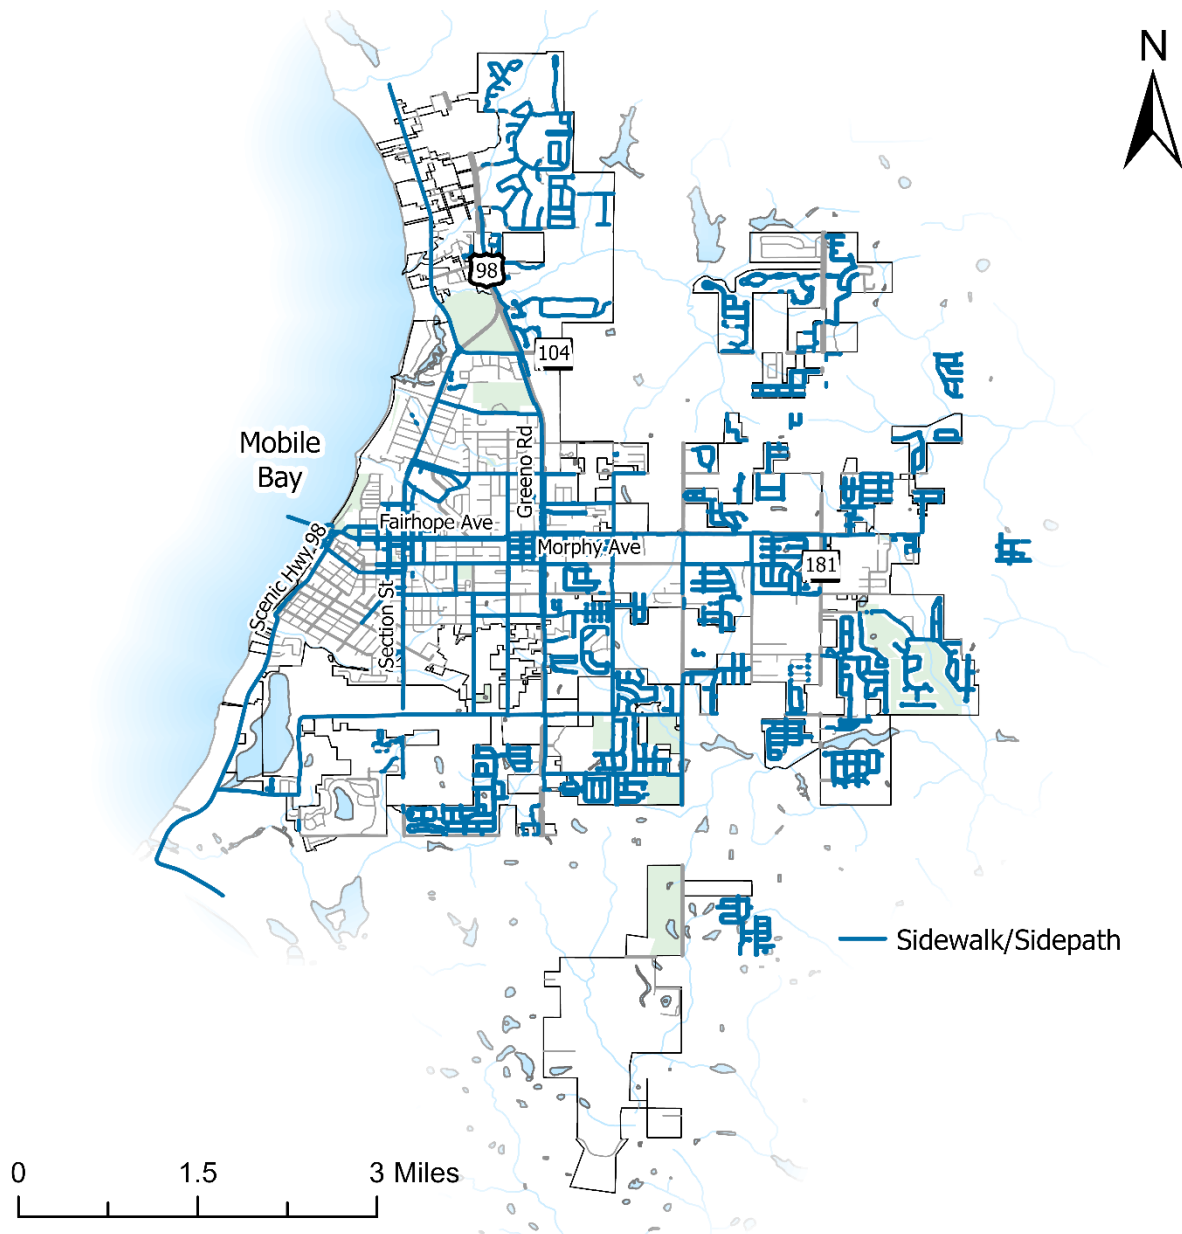 N
98
104
Mobile
Bay
Greeno Rd
Fairhope Ave
Scenic Hwy 98
Morphy Ave
181
Section St
Sidewalk/Sidepath
0 1.5 3 Miles